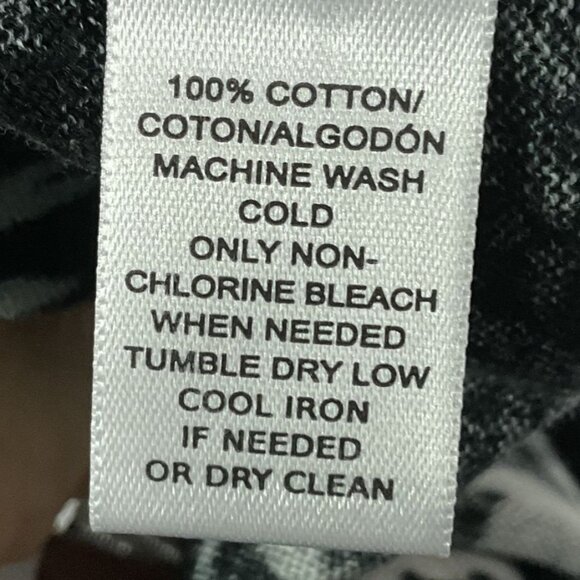 100% COTTON/
COTON/ALGODÓN
MACHINE WASH
COLD
ONLY NON-
CHLORINE BLEACH
WHEN NEEDED
TUMBLE DRY LOW
COOL IRON
IF NEEDED
OR DRY CLEAN